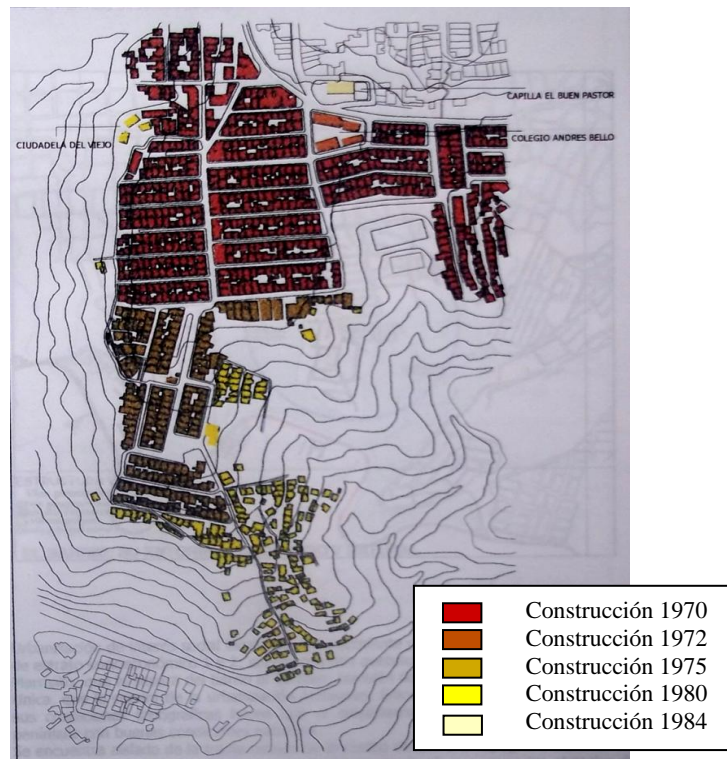 CAPILLA EL BUEN PASTOR
COLEGIO ANDRES BELLO
CIUDADELA DEL VIEJO
Construcción 1970
Construcción 1972
Construcción 1975
Construcción 1980
Construcción 1984